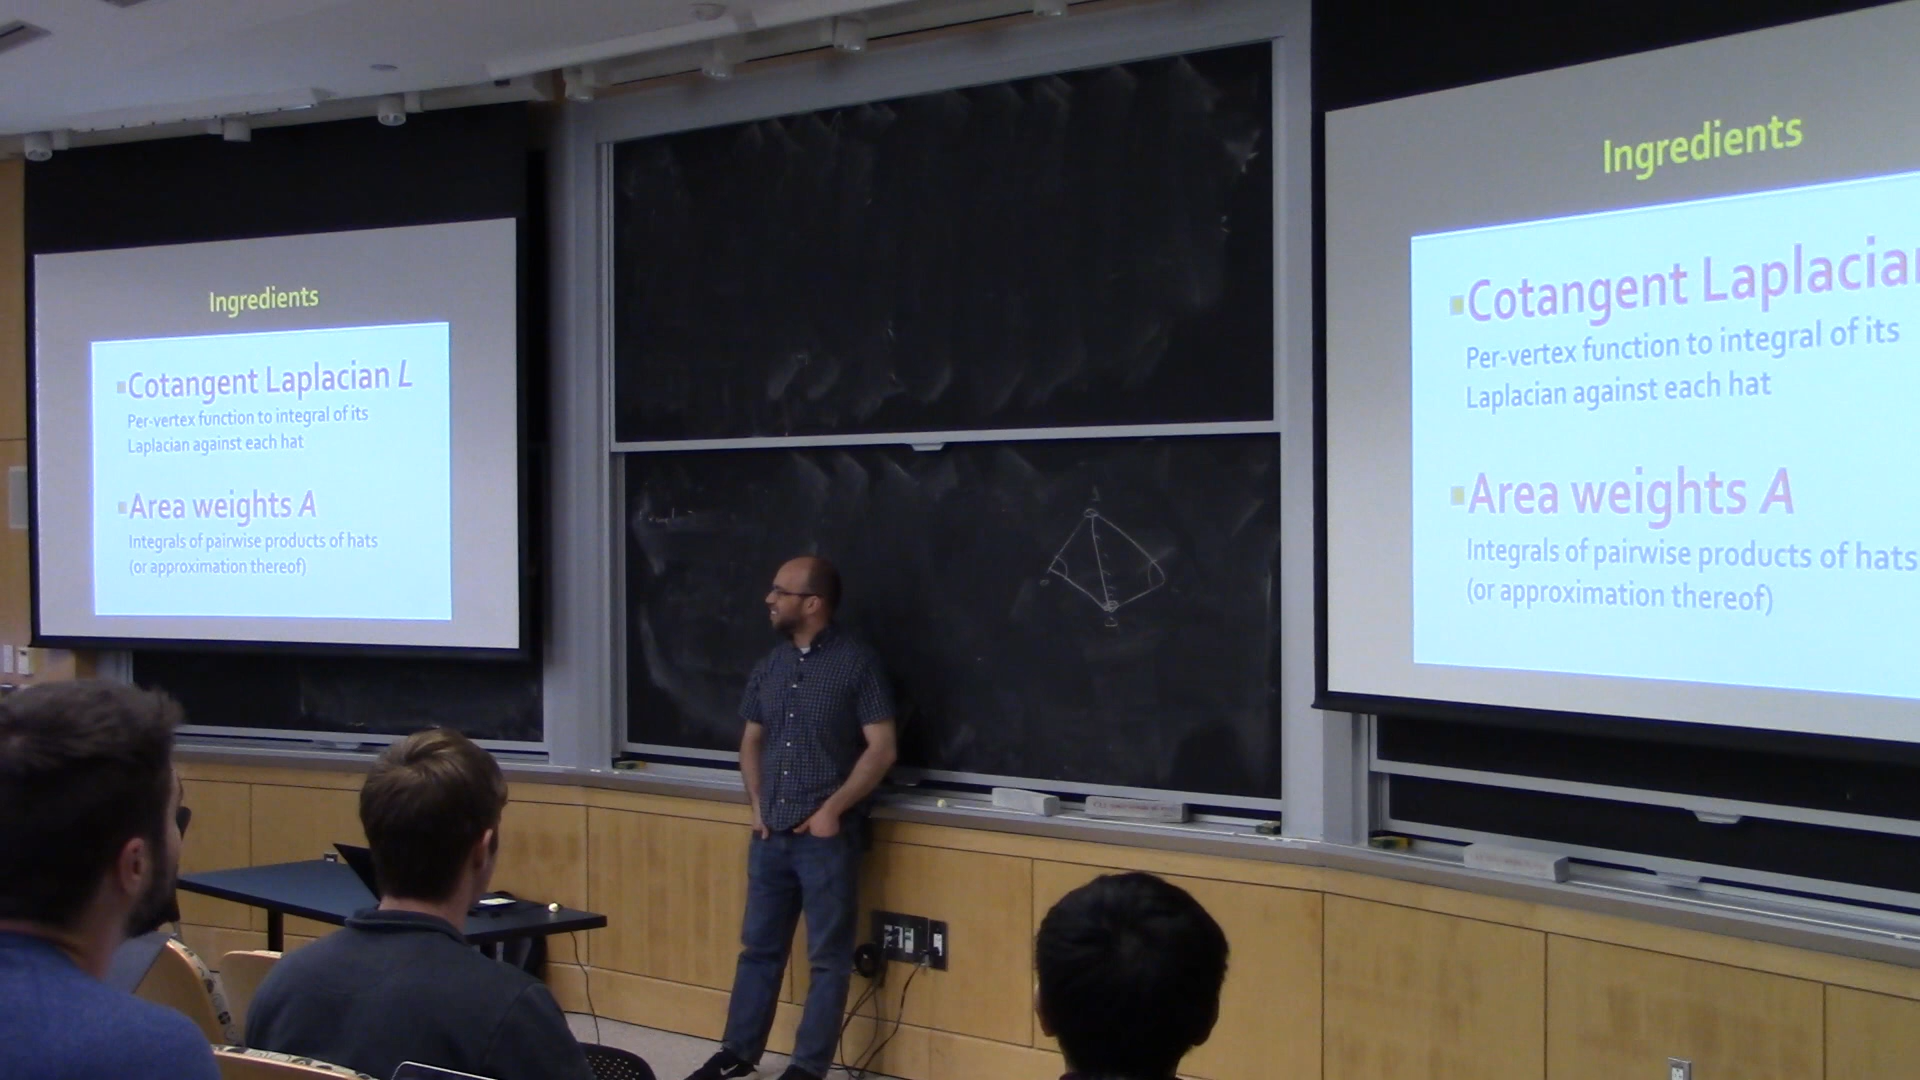 Ingredients
Cotangent Laplacian L
Per-vertex function to integral of its
Laplacian against each hat
Area weights A
Integrals of pairwise products of hats
(or approximation thereof)
Ingredients
Cotangent Laplacian
Per-vertex function to integral of its
Laplacian against each hat
Area weights A
Integrals of pairwise products of hats
(or approximation thereof)